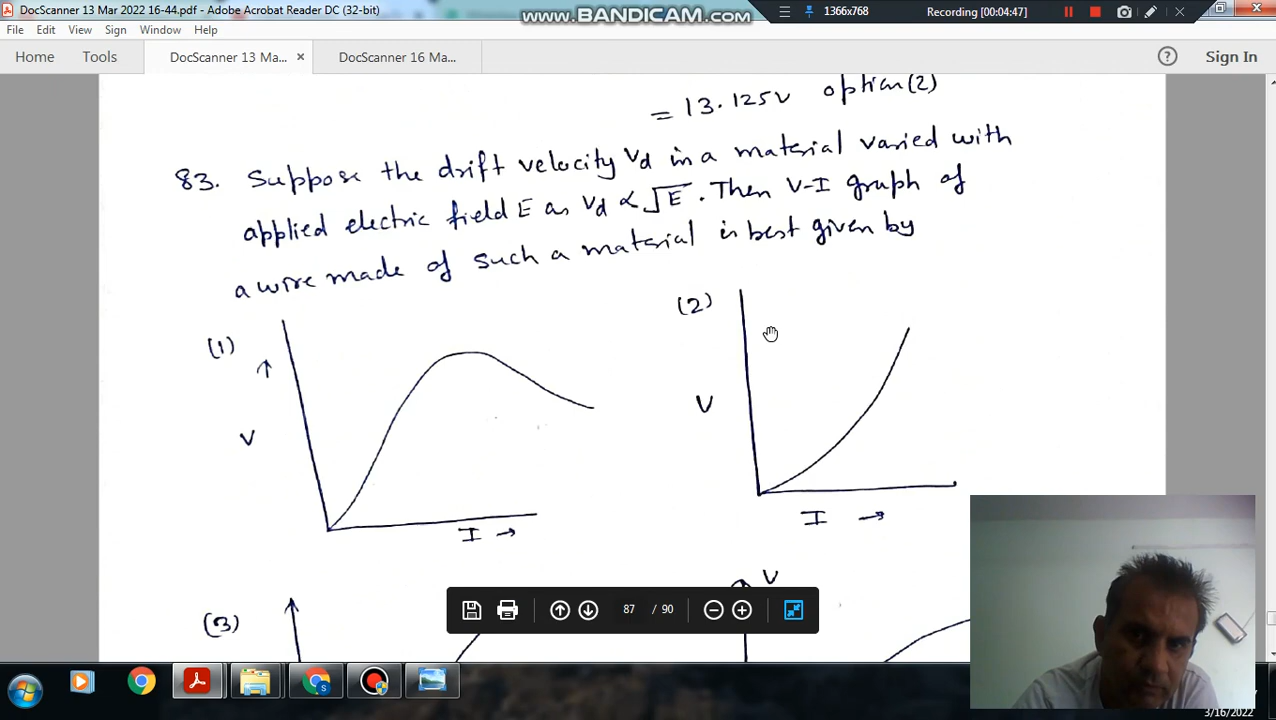 DocScanner 13 Mar 2022 16-44.pdf - Adobe Acrobat Reader DC (32-bit)
www.BANDICAM.com
1366x768
Recording [00:04:47]
File Edit View Sign Window Help
Home
Tools
DocScanner 13 Ma...
DocScanner 16 Ma...
Sign In
= 13.125V option(2)
83. Suppose the drift velocity Vd in a material varied with
applied electric field E as Vd ∝ √E. Then V-I graph of
a wire made of such a material is best given by
(1)
V
I →
(2)
V
I →
(3)
V
87 / 90
3/16/2022